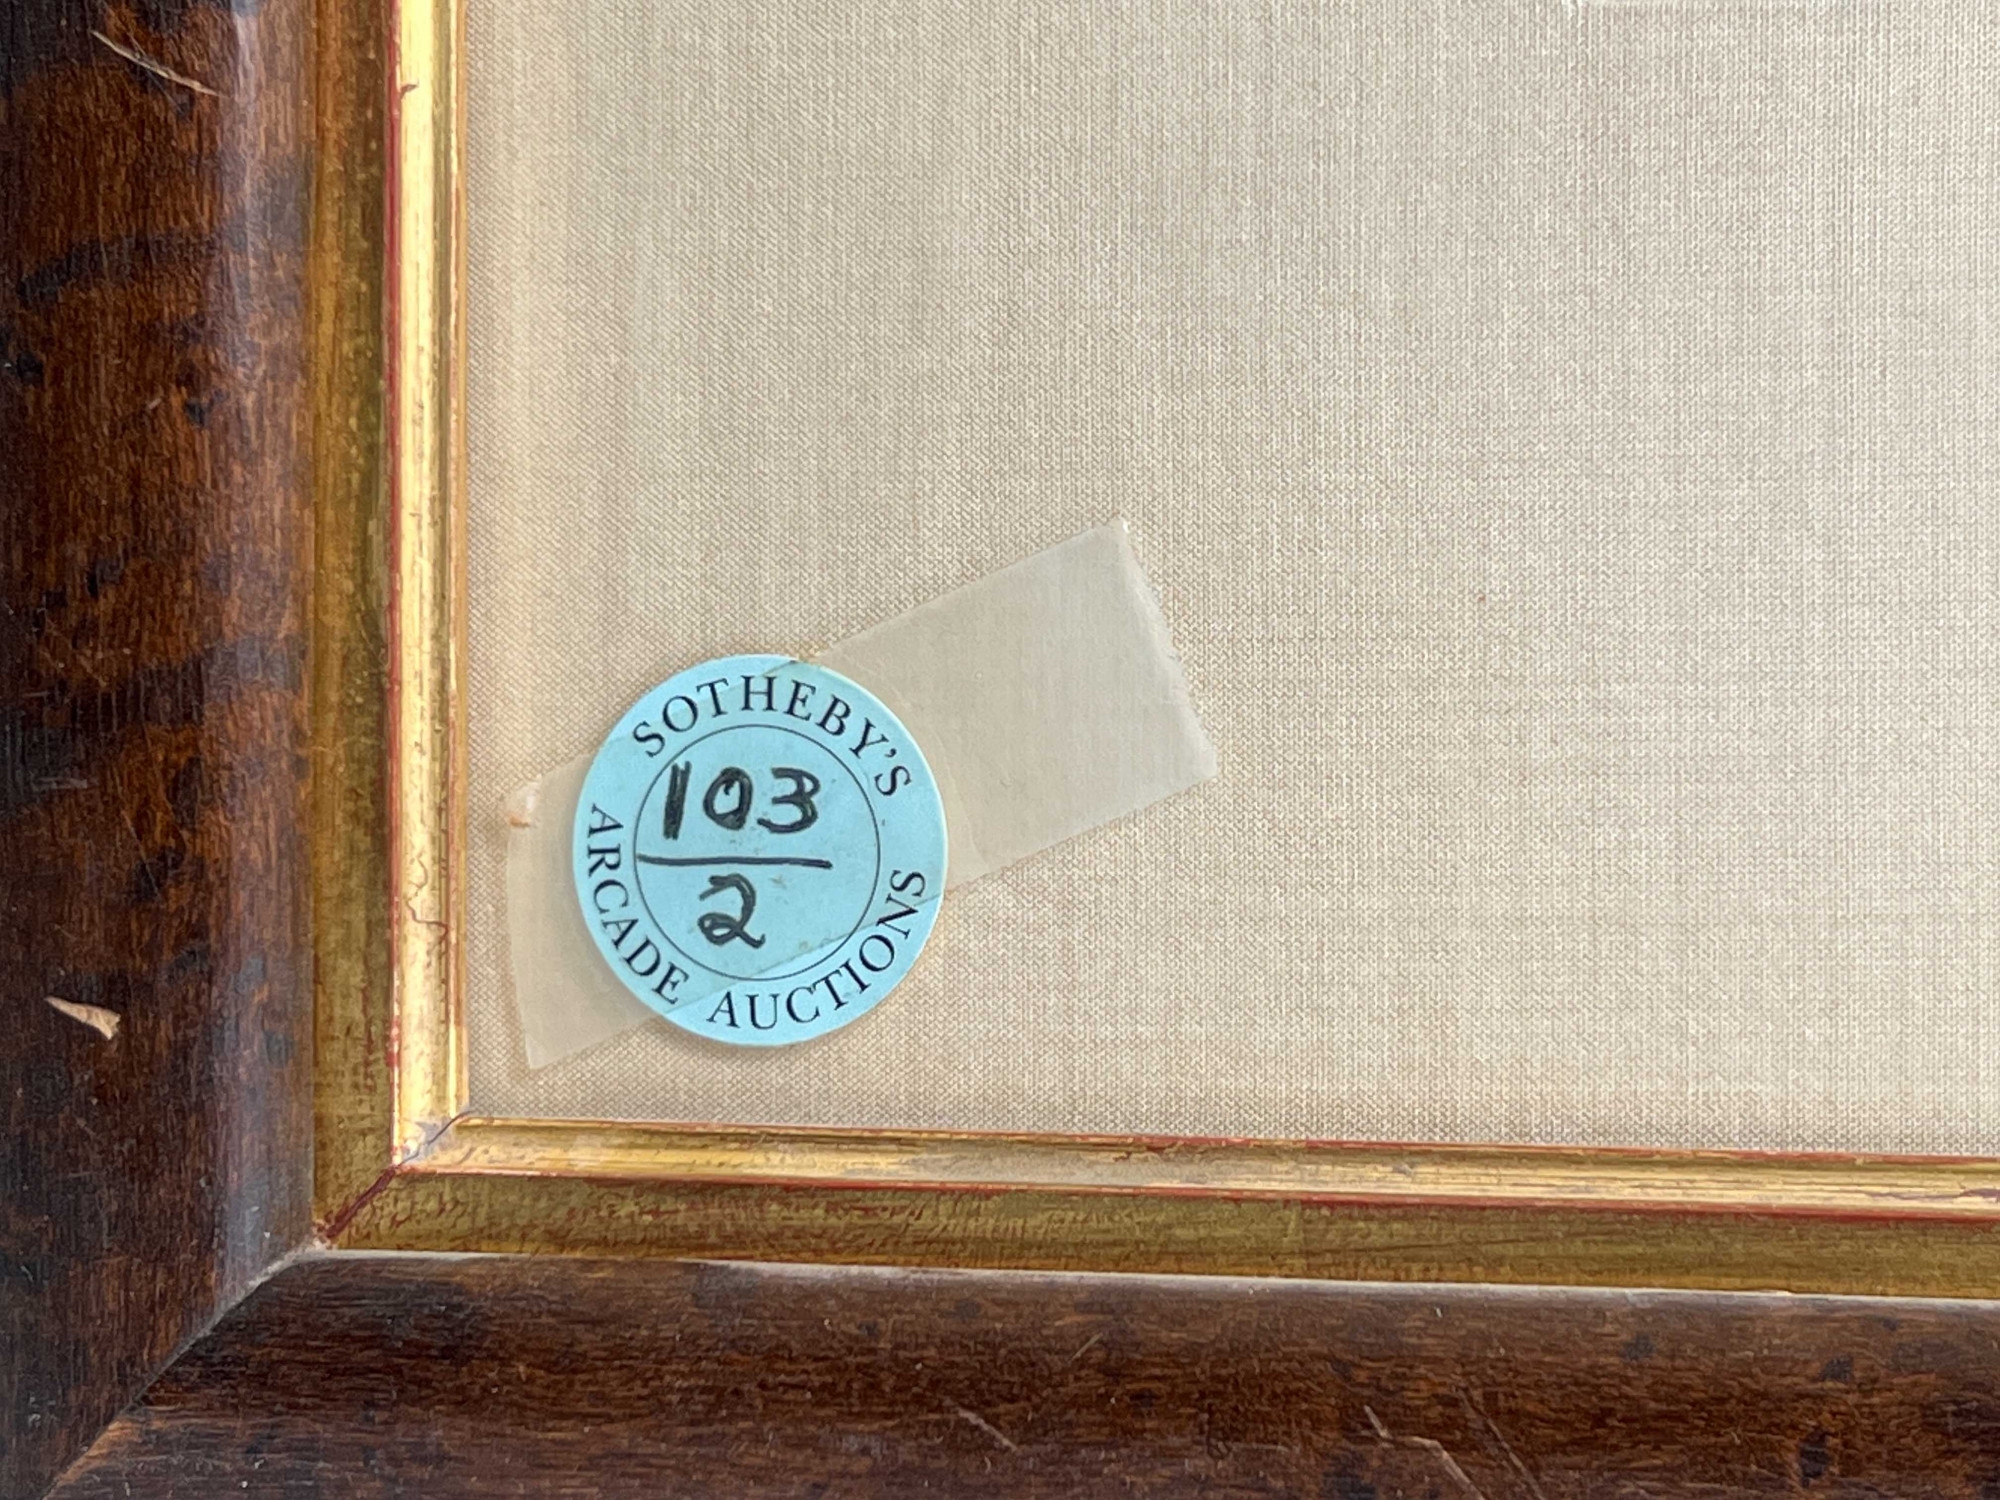 SOTHEBY'S
103
2
ARCADE AUCTIONS